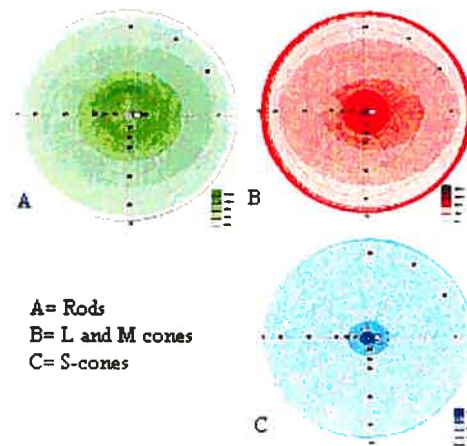 A
B
A= Rods
B= L and M cones
C= S-cones
C